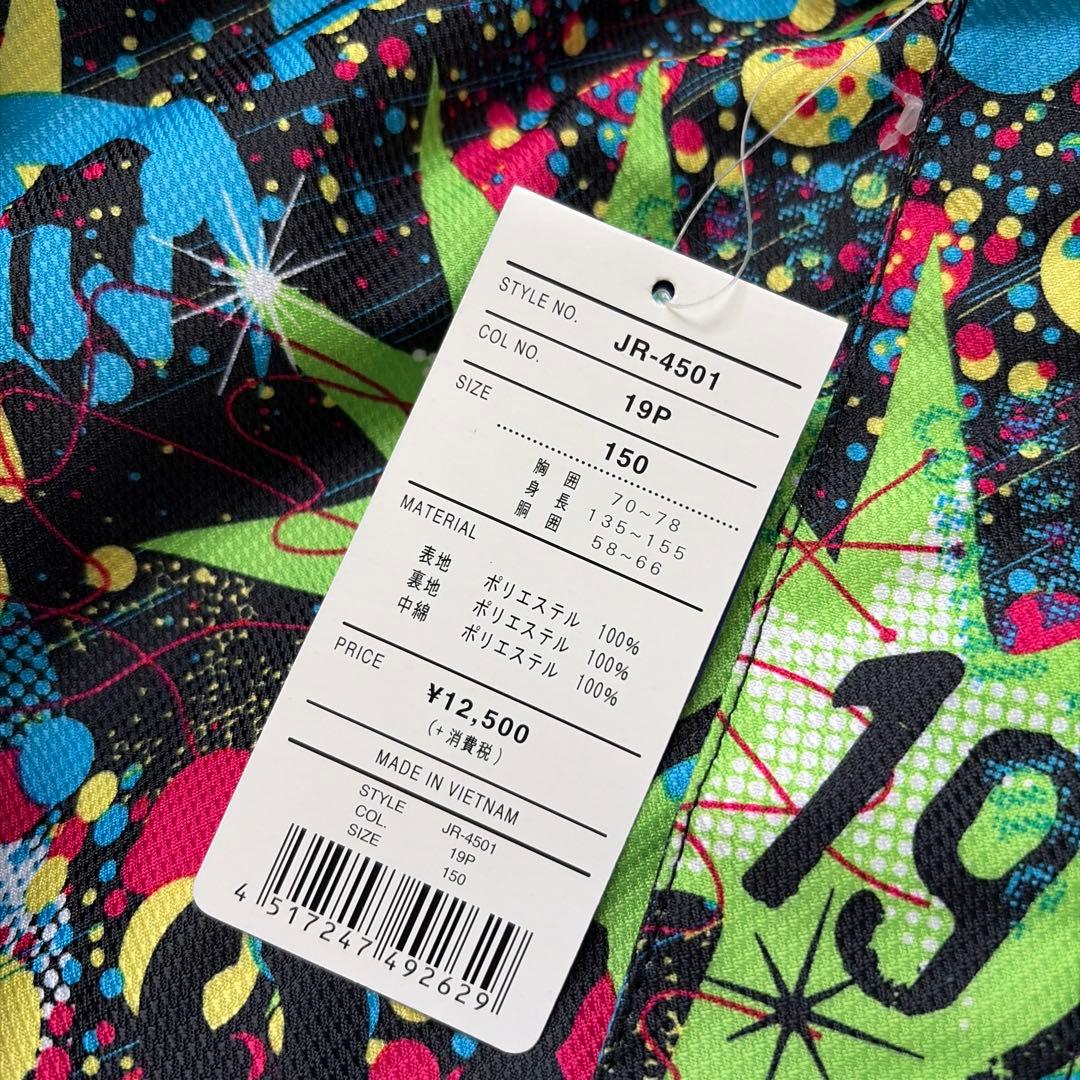 STYLE NO. JR-4501
COL NO. 19P
SIZE 150
胸囲 70~78
身長 135~155
胴囲 58~66
MATERIAL
表地 ポリエステル 100%
裏地 ポリエステル 100%
中綿 ポリエステル 100%
PRICE ¥12,500
(+消費税)
MADE IN VIETNAM
STYLE JR-4501
COL. 19P
SIZE 150
4 517247 492629
19